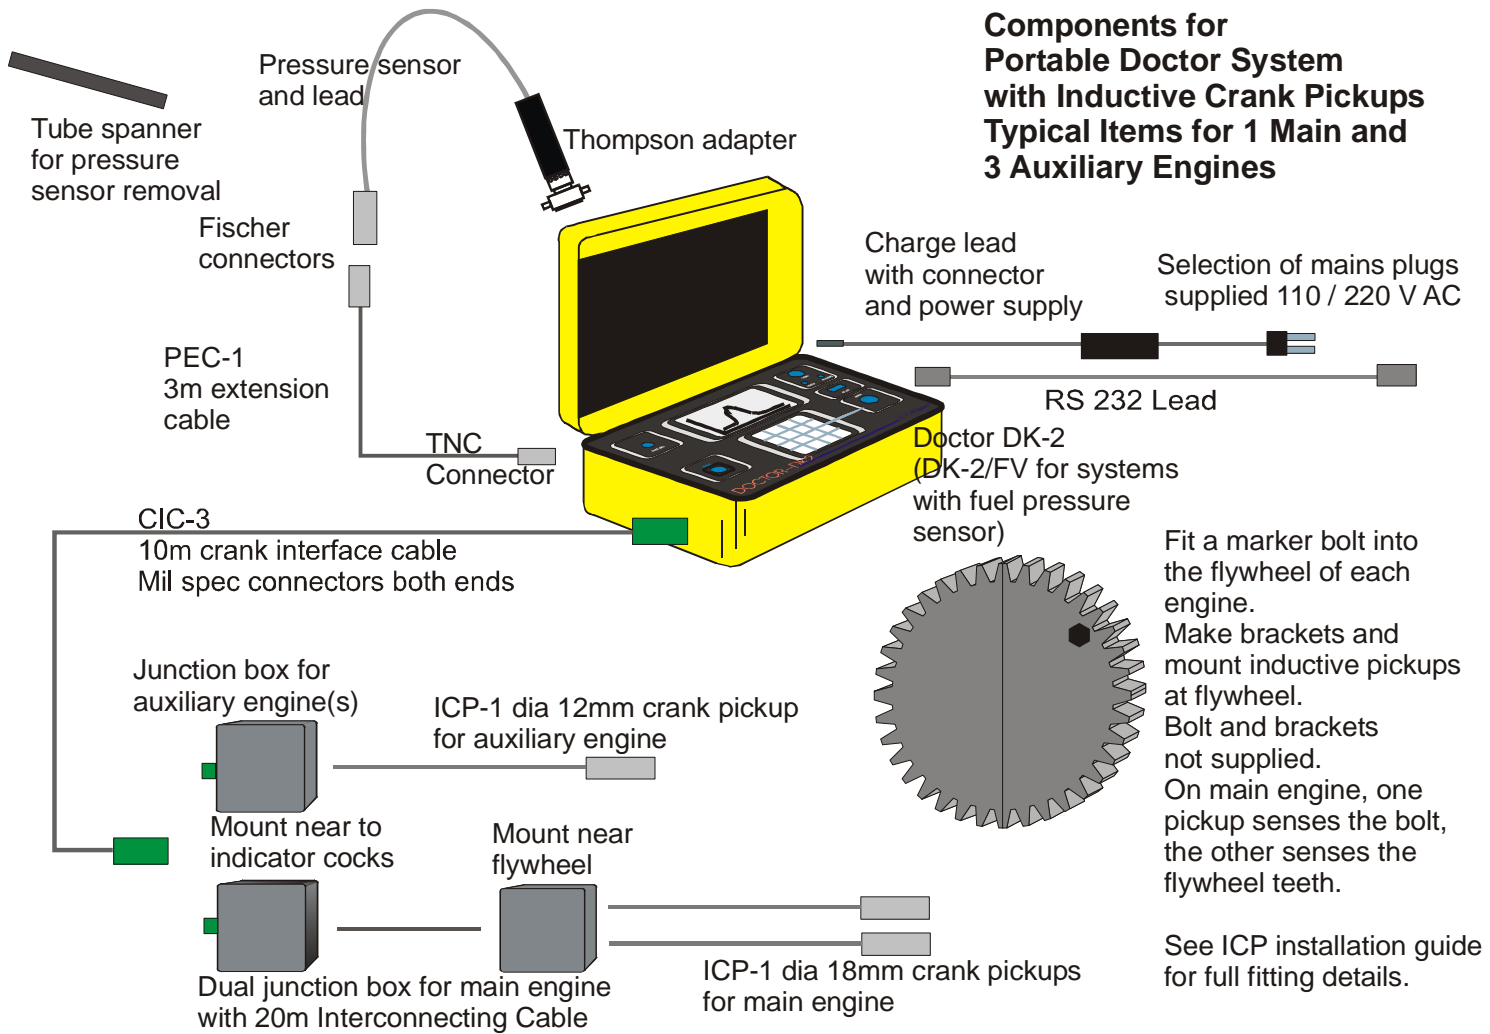 Components for
Portable Doctor System
with Inductive Crank Pickups
Typical Items for 1 Main and
3 Auxiliary Engines
Pressure sensor
and lead
Tube spanner
for pressure
sensor removal
Thompson adapter
Fischer
connectors
Charge lead
with connector
and power supply
Selection of mains plugs
supplied 110 / 220 V AC
PEC-1
3m extension
cable
RS 232 Lead
TNC
Connector
Doctor DK-2
(DK-2/FV for systems
with fuel pressure
sensor)
DOCTOR-DK2
CIC-3
10m crank interface cable
Mil spec connectors both ends
Fit a marker bolt into
the flywheel of each
engine.
Make brackets and
mount inductive pickups
at flywheel.
Bolt and brackets
not supplied.
On main engine, one
pickup senses the bolt,
the other senses the
flywheel teeth.
See ICP installation guide
for full fitting details.
Junction box for
auxiliary engine(s)
ICP-1 dia 12mm crank pickup
for auxiliary engine
Mount near to
indicator cocks
Mount near
flywheel
Dual junction box for main engine
with 20m Interconnecting Cable
ICP-1 dia 18mm crank pickups
for main engine